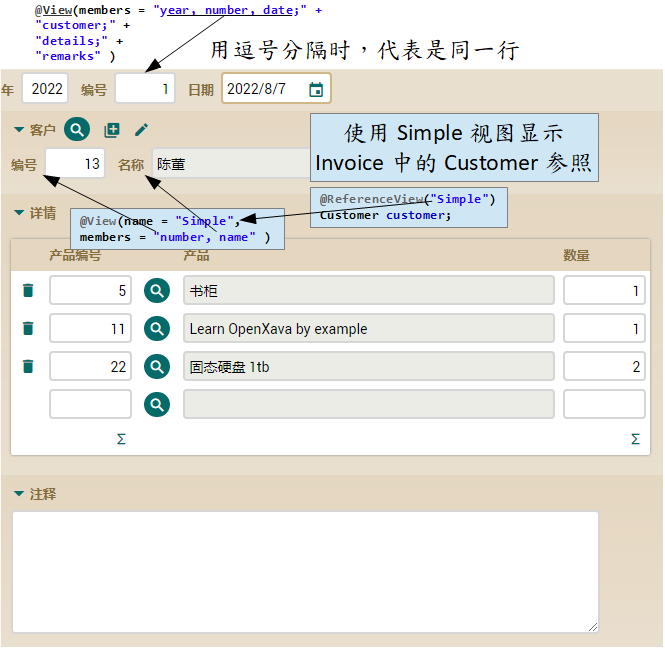 @View(members = "year, number, date;" +
"customer;" +
"details;" +
"remarks" )
用逗号分隔时，代表是同一行
年 2022 编号 1 日期 2022/8/7
客户
使用 Simple 视图显示
Invoice 中的 Customer 参照
编号 13 名称 陈董
@ReferenceView("Simple")
Customer customer;
详情
@View(name = "Simple",
members = "number, name" )
产品编号 产品 数量
5 书柜 1
11 Learn OpenXava by example 1
22 固态硬盘 1tb 2
Σ Σ
注释